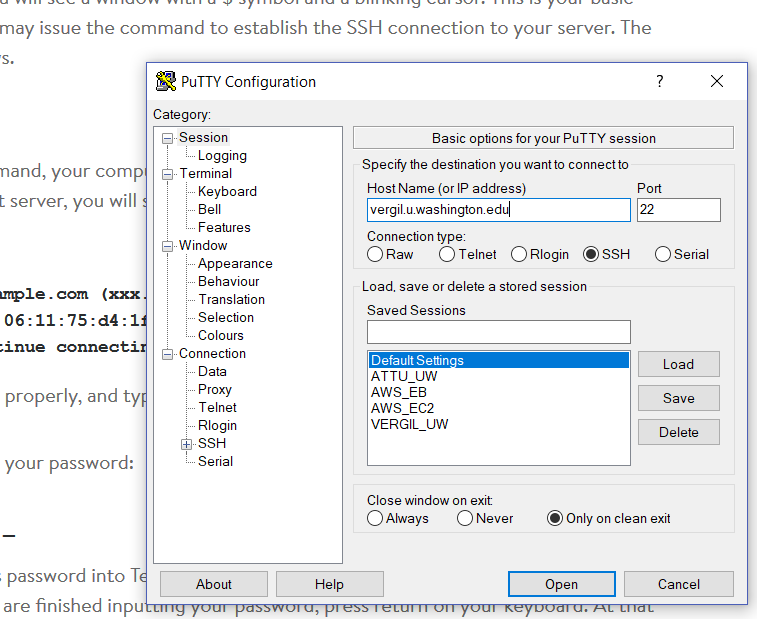 u will see a window with a $ symbol and a blinking cursor. This is your basic
may issue the command to establish the SSH connection to your server. The
s.
PuTTY Configuration
?
Category:
Session
Logging
Terminal
Keyboard
Bell
Features
Window
Appearance
Behaviour
Translation
Selection
Colours
Connection
Data
Proxy
Telnet
Rlogin
SSH
Serial
Basic options for your PuTTY session
Specify the destination you want to connect to
Host Name (or IP address) Port
vergil.u.washington.edu 22
Connection type:
Raw Telnet Rlogin SSH Serial
Load, save or delete a stored session
Saved Sessions
Default Settings
ATTU_UW
AWS_EB
AWS_EC2
VERGIL_UW
Load
Save
Delete
Close window on exit:
Always Never Only on clean exit
About Help Open Cancel
mand, your compu
t server, you will s
mple.com (xxx.
06:11:75:d4:1f
tinue connectin
properly, and typ
your password:
s password into Te
are finished inputting your password, press return on your keyboard. At that